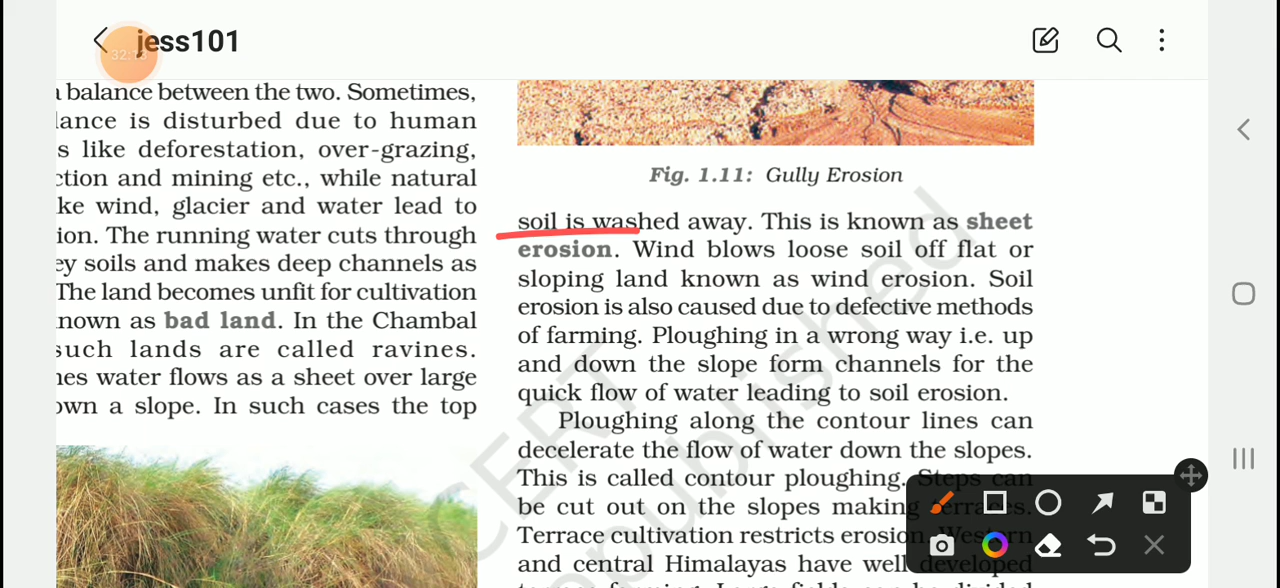 jess101
a balance between the two. Sometimes,
lance is disturbed due to human
s like deforestation, over-grazing,
ction and mining etc., while natural
ke wind, glacier and water lead to
ion. The running water cuts through
ey soils and makes deep channels as
The land becomes unfit for cultivation
nown as bad land. In the Chambal
such lands are called ravines.
nes water flows as a sheet over large
own a slope. In such cases the top
Fig. 1.11: Gully Erosion
soil is washed away. This is known as sheet
erosion. Wind blows loose soil off flat or
sloping land known as wind erosion. Soil
erosion is also caused due to defective methods
of farming. Ploughing in a wrong way i.e. up
and down the slope form channels for the
quick flow of water leading to soil erosion.
Ploughing along the contour lines can
decelerate the flow of water down the slopes.
This is called contour ploughing. Steps can
be cut out on the slopes making terraces.
Terrace cultivation restricts erosion. Western
and central Himalayas have well developed